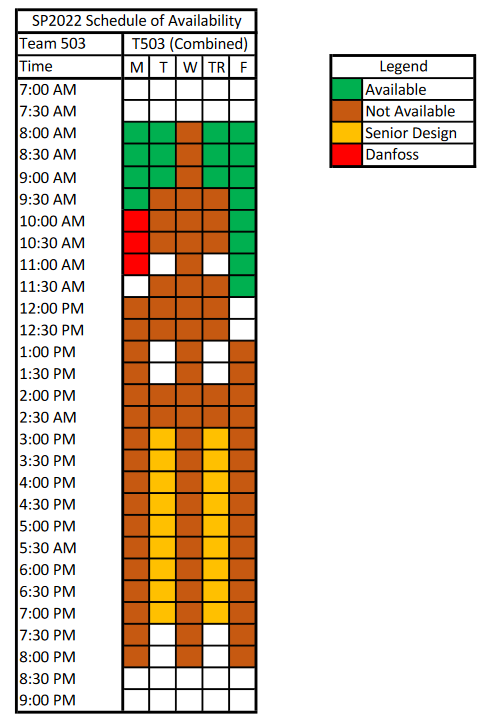 SP2022 Schedule of Availability
Team 503 T503 (Combined)
Time M T W TR F
7:00 AM
7:30 AM
8:00 AM
8:30 AM
9:00 AM
9:30 AM
10:00 AM
10:30 AM
11:00 AM
11:30 AM
12:00 PM
12:30 PM
1:00 PM
1:30 PM
2:00 PM
2:30 AM
3:00 PM
3:30 PM
4:00 PM
4:30 PM
5:00 PM
5:30 AM
6:00 PM
6:30 PM
7:00 PM
7:30 PM
8:00 PM
8:30 PM
9:00 PM
Legend
Available
Not Available
Senior Design
Danfoss